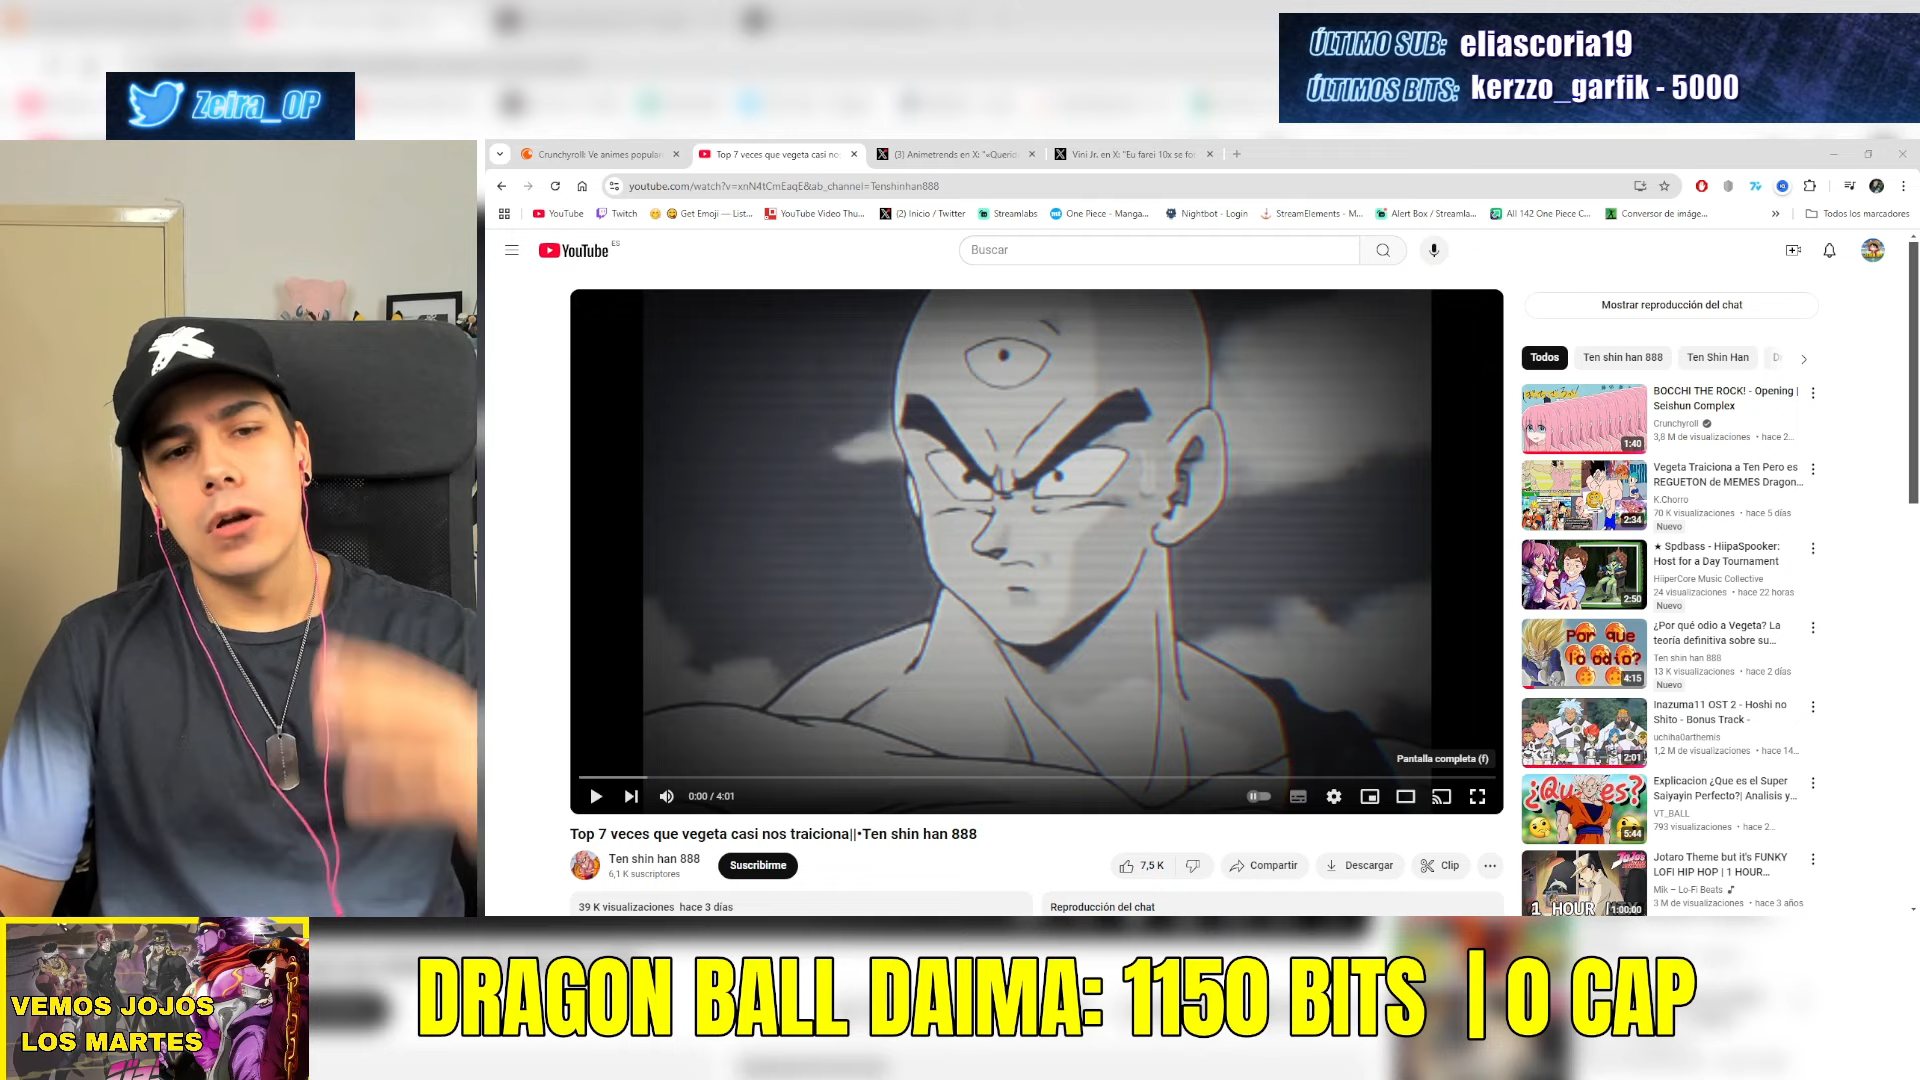 ÚLTIMO SUB: eliascoria19
ÚLTIMOS BITS: kerzzo_garfik - 5000
Zeira_OP
Crunchyroll: Ve animes popular
Top 7 veces que vegeta casi nos
(3) Animetrends en X: "«Querid
Vini Jr. en X: "Eu farei 10x se for
youtube.com/watch?v=xnN4tCmEaqE&ab_channel=Tenshinhan888
YouTube
Twitch
Get Emoji — List...
YouTube Video Thu...
(2) Inicio / Twitter
Streamlabs
One Piece - Manga...
Nightbot - Login
StreamElements - M...
Alert Box / Streamla...
All 142 One Piece C...
Conversor de imáge...
Todos los marcadores
YouTube ES
Buscar
Mostrar reproducción del chat
Todos
Ten shin han 888
Ten Shin Han
BOCCHI THE ROCK! - Opening |
Seishun Complex
Crunchyroll
3,8 M de visualizaciones • hace 2...
1:40
Vegeta Traiciona a Ten Pero es
REGUETON de MEMES Dragon...
K.Chorro
70 K visualizaciones • hace 5 días
Nuevo
2:34
★ Spdbass - HiipaSpooker:
Host for a Day Tournament
HiiperCore Music Collective
24 visualizaciones • hace 22 horas
Nuevo
2:50
Por que
lo odio?
4:15
¿Por qué odio a Vegeta? La
teoría definitiva sobre su...
Ten shin han 888
13 K visualizaciones • hace 2 días
Nuevo
Inazuma11 OST 2 - Hoshi no
Shito - Bonus Track -
uchiha0arthemis
1,2 M de visualizaciones • hace 14...
2:01
¿Qu es?
5:44
Explicacion ¿Que es el Super
Saiyayin Perfecto?| Analisis y...
VT_BALL
793 visualizaciones • hace 2...
Jotaro Theme but it's FUNKY
LOFI HIP HOP | 1 HOUR...
Mik – Lo-Fi Beats
3 M de visualizaciones • hace 3 años
1:00:00
Pantalla completa (f)
0:00 / 4:01
Top 7 veces que vegeta casi nos traiciona||•Ten shin han 888
Ten shin han 888
6,1 K suscriptores
Suscribirme
7,5 K
Compartir
Descargar
Clip
39 K visualizaciones hace 3 días
Reproducción del chat
VEMOS JOJOS
LOS MARTES
DRAGON BALL DAIMA: 1150 BITS | 0 CAP